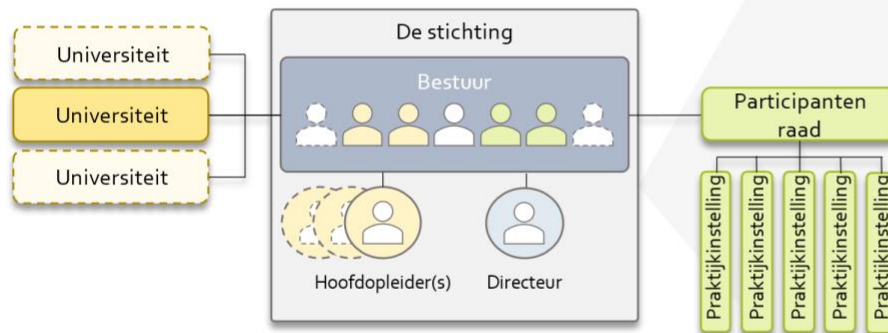 De stichting
Universiteit
Universiteit
Universiteit
Bestuur
Hoofdopleider(s)
Directeur
Participanten
raad
Praktijkinstelling
Praktijkinstelling
Praktijkinstelling
Praktijkinstelling
Praktijkinstelling